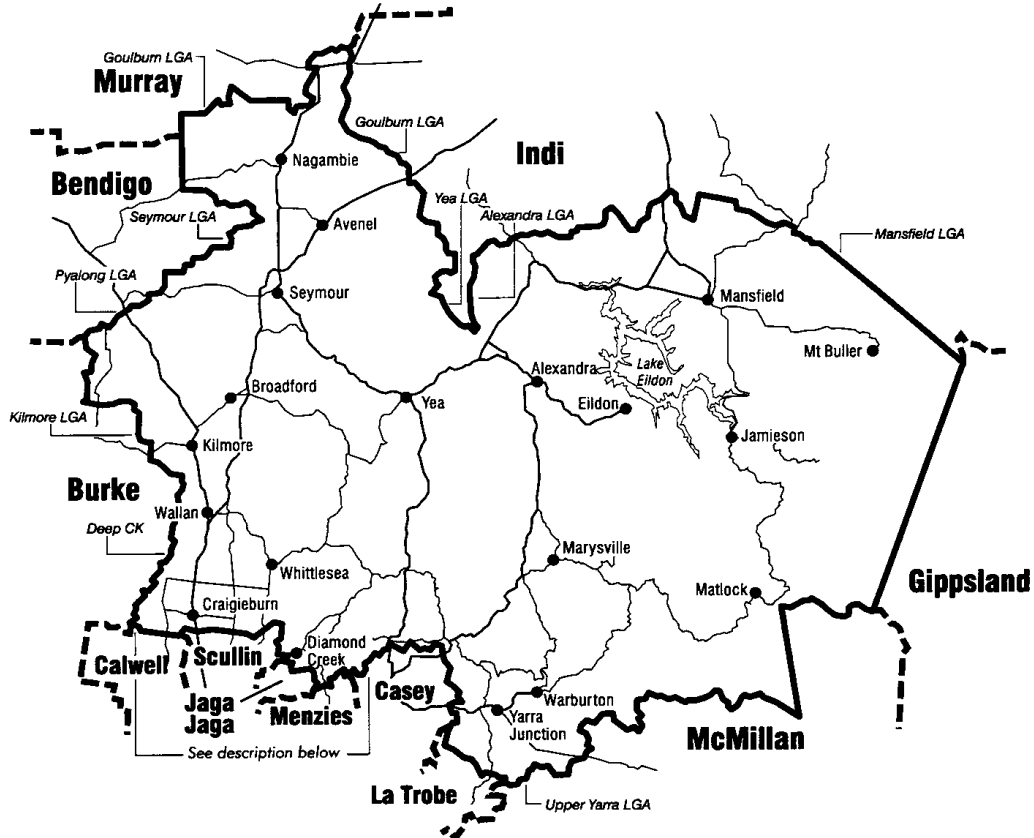 Goulburn LGA
Murray
Goulburn LGA
Indi
Nagambie
Bendigo
Yea LGA
Alexandra LGA
Seymour LGA
Avenel
Mansfield LGA
Pyalong LGA
Seymour
Mansfield
Mt Buller
Lake
Eildon
Alexandra
Broadford
Yea
Eildon
Kilmore LGA
Kilmore
Jamieson
Burke
Wallan
Deep CK
Marysville
Whittlesea
Gippsland
Matlock
Craigieburn
Diamond
Creek
Calwell
Scullin
Casey
Jaga
Jaga
Menzies
Warburton
Yarra
Junction
McMillan
See description below
La Trobe
Upper Yarra LGA